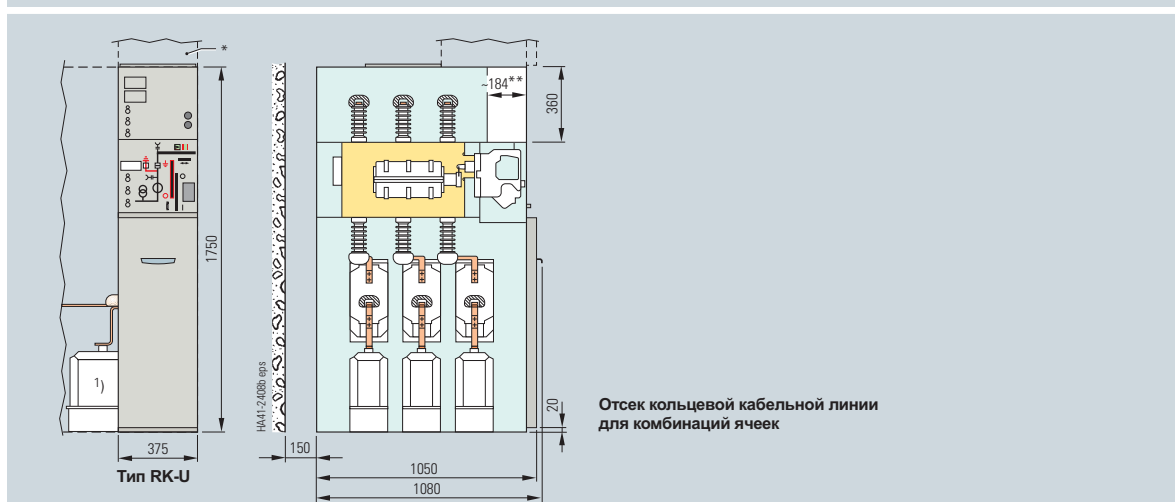 *
~184**
360
1750
HA41-2408b eps
1)
20
Отсек кольцевой кабельной линии
для комбинаций ячеек
375
150
1050
Тип RK-U
1080